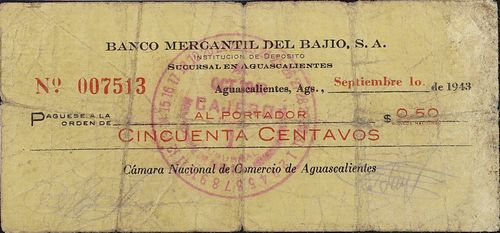 BANCO MERCANTIL DEL BAJIO, S. A.
INSTITUCION DE DEPOSITO
SUCURSAL EN AGUASCALIENTES
Nº 007513
Aguascalientes, Ags., Septiembre 1o. de 1943
PAGUESE A LA ORDEN DE AL PORTADOR $ 0.50
CINCUENTA CENTAVOS
Cámara Nacional de Comercio de Aguascalientes
CAJERO